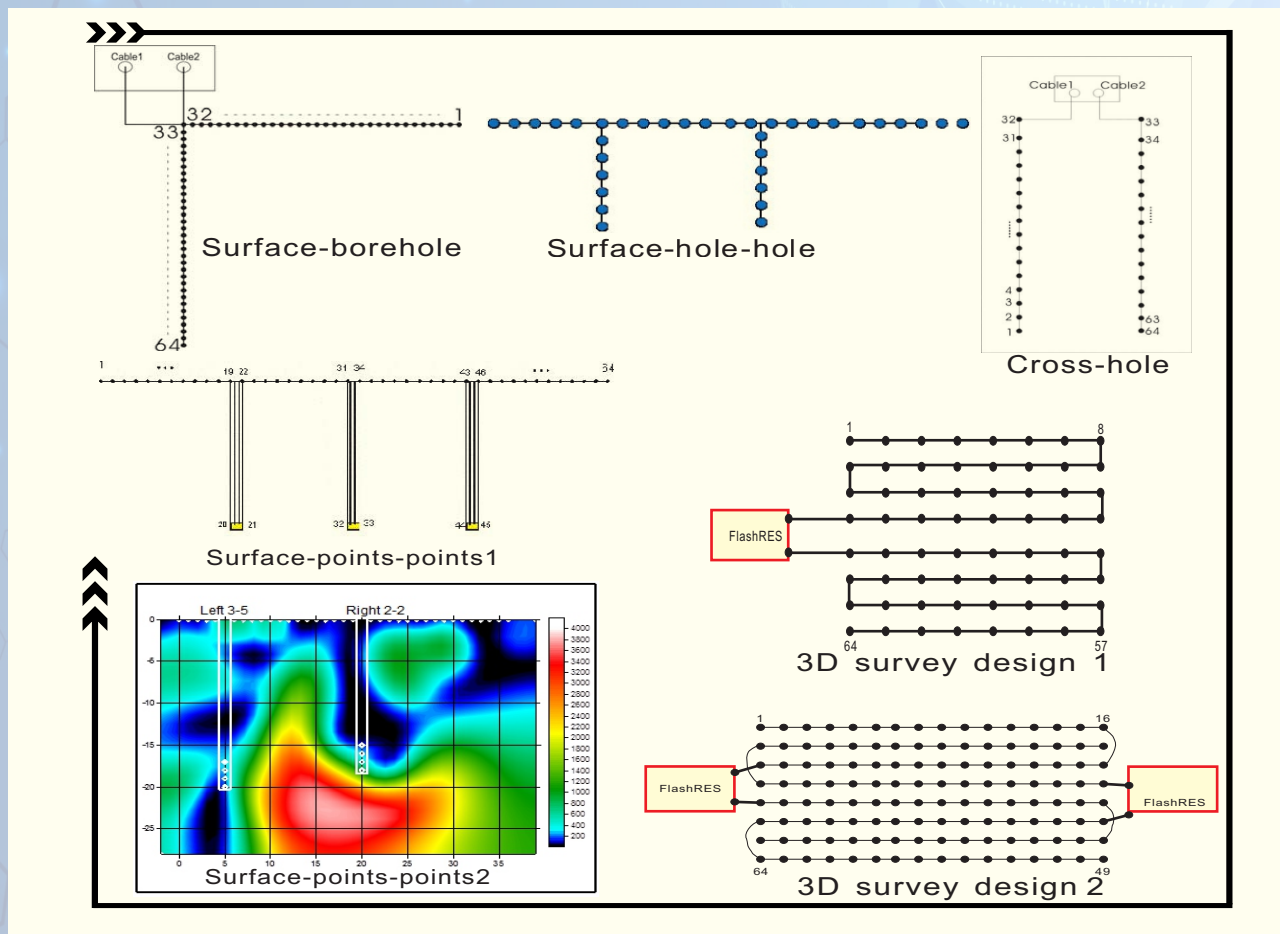 Cable1 Cable2
32 1
33
64
Surface-borehole
Surface-hole-hole
Cable1 Cable2
32 33
31 34
4
3
2 63
1 64
Cross-hole
1 19 22 31 34 43 46 64
20 21 32 33 44 45
Surface-points-points1
Left 3-5 Right 2-2
0
-5
-10
-15
-20
-25
0 5 10 15 20 25 30 35
4000
3800
3600
3400
3200
3000
2800
2600
2400
2200
2000
1800
1600
1400
1200
1000
800
600
400
200
Surface-points-points2
1 8
FlashRES
64 57
3D survey design 1
1 16
FlashRES FlashRES
64 49
3D survey design 2